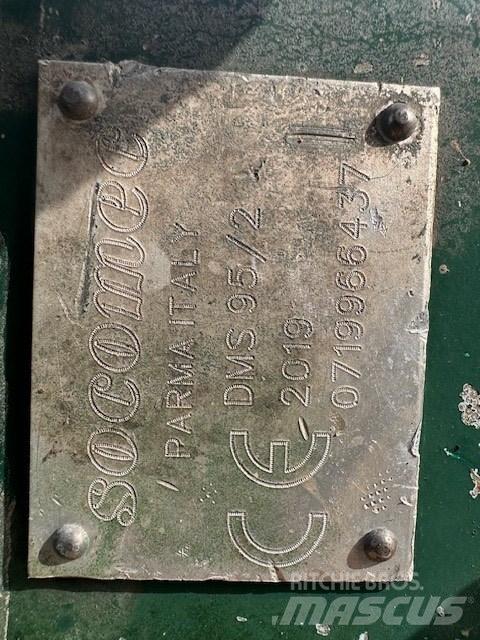 socomec
PARMA ITALY
DMS 95/2
CE 2019
0719966437
RITCHIE BROS.
MASCUS